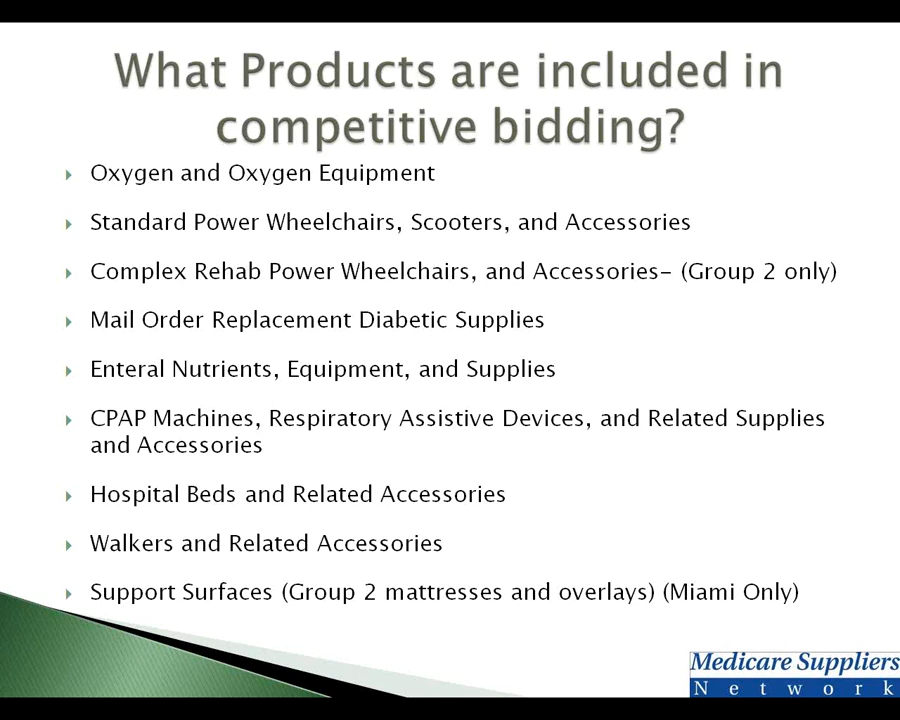 What Products are included in
competitive bidding?
Oxygen and Oxygen Equipment
Standard Power Wheelchairs, Scooters, and Accessories
Complex Rehab Power Wheelchairs, and Accessories- (Group 2 only)
Mail Order Replacement Diabetic Supplies
Enteral Nutrients, Equipment, and Supplies
CPAP Machines, Respiratory Assistive Devices, and Related Supplies
and Accessories
Hospital Beds and Related Accessories
Walkers and Related Accessories
Support Surfaces (Group 2 mattresses and overlays) (Miami Only)
Medicare Suppliers
Network